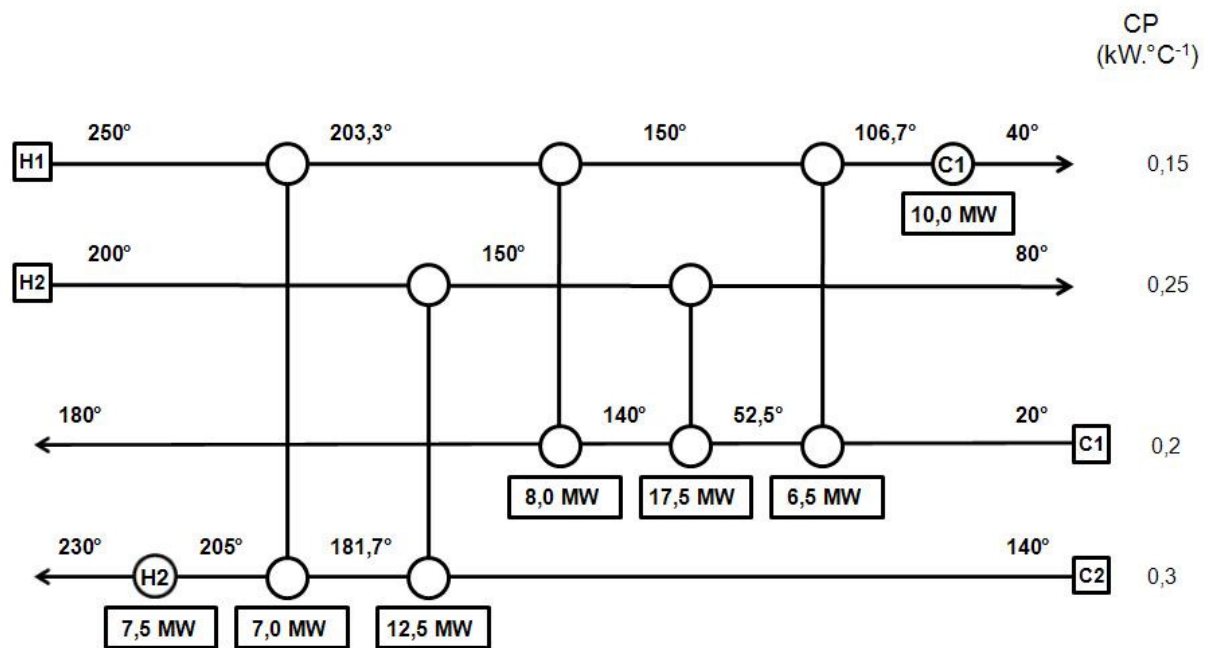 CP
(kW.°C⁻¹)
250° 203,3° 150° 106,7° 40°
H1 C1 0,15
10,0 MW
200° 150° 80°
H2 0,25
180° 140° 52,5° 20°
C1 0,2
8,0 MW 17,5 MW 6,5 MW
230° 205° 181,7° 140°
H2 C2 0,3
7,5 MW 7,0 MW 12,5 MW